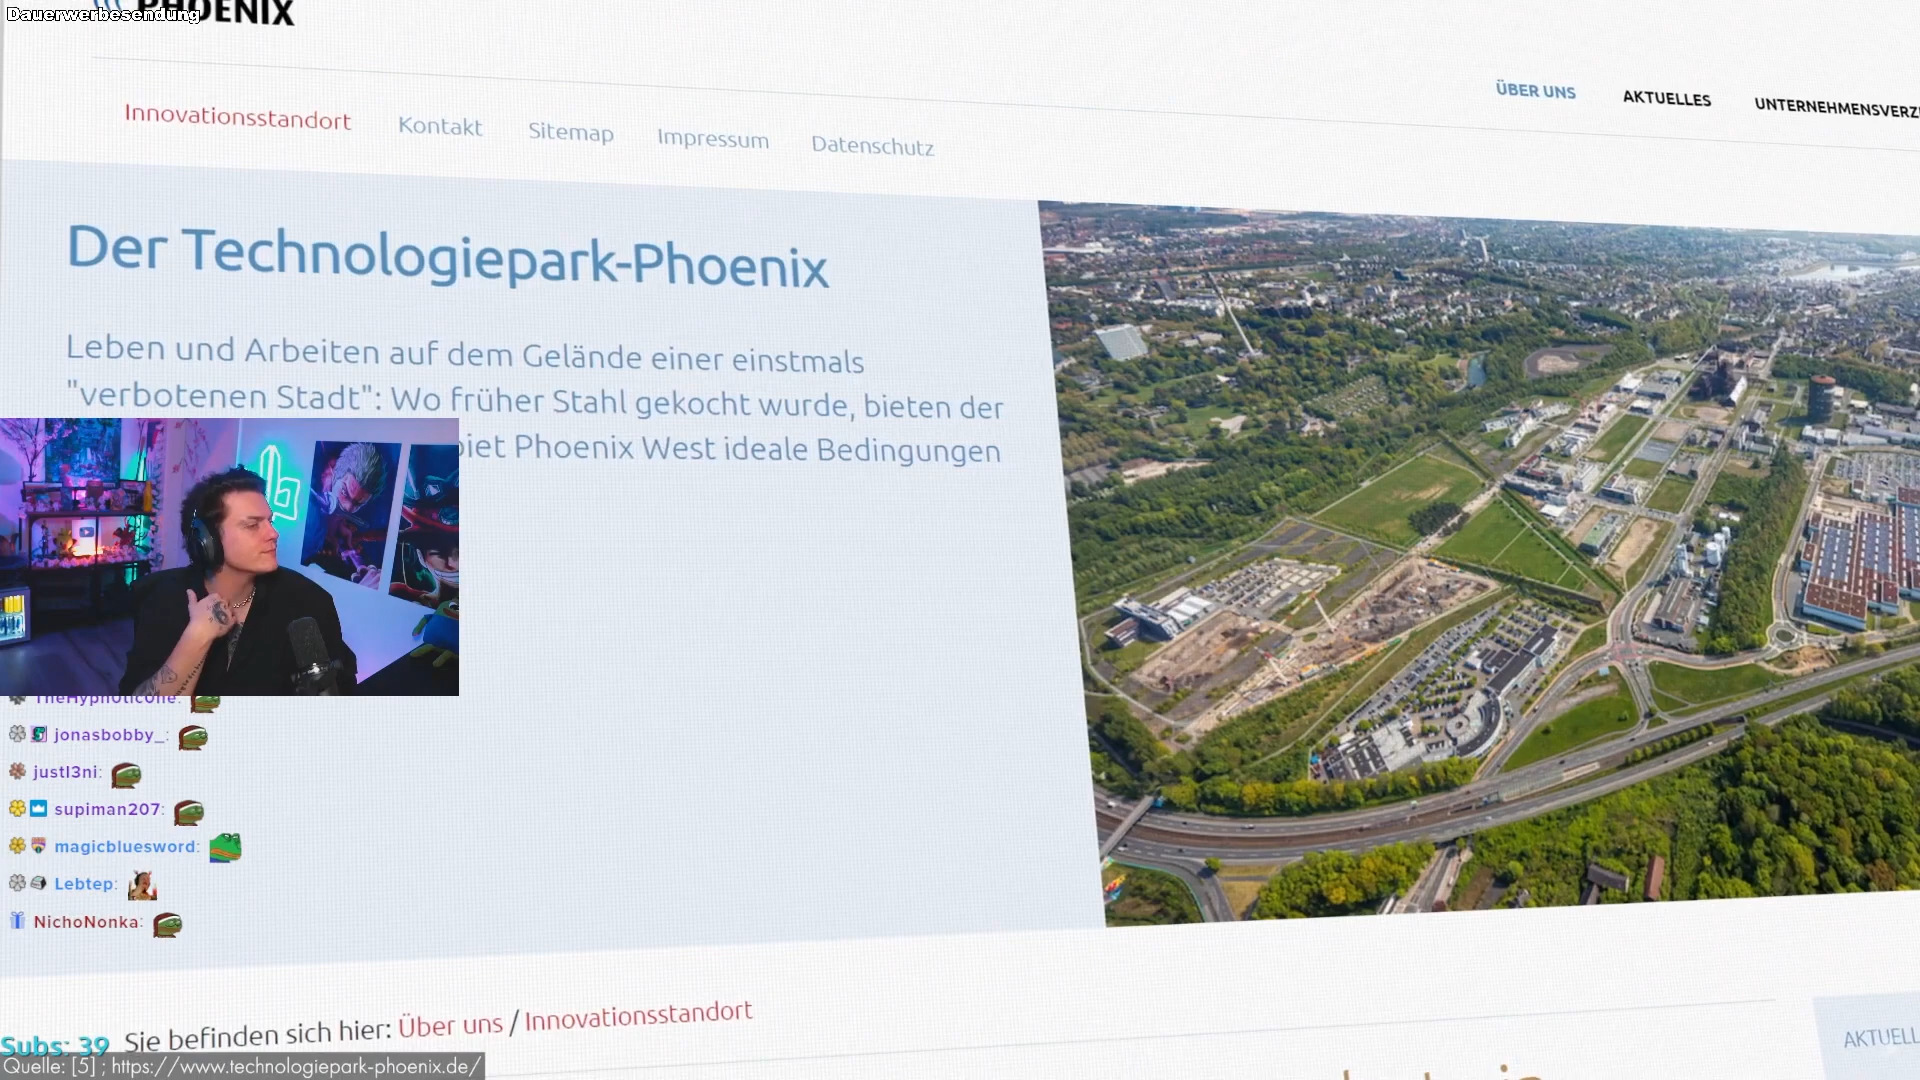 Dauerwerbesendung
PHOENIX
ÜBER UNS
AKTUELLES
UNTERNEHMENSVERZE
Innovationsstandort
Kontakt
Sitemap
Impressum
Datenschutz
Der Technologiepark-Phoenix
Leben und Arbeiten auf dem Gelände einer einstmals
"verbotenen Stadt": Wo früher Stahl gekocht wurde, bieten der
biet Phoenix West ideale Bedingungen
TheHypn0ticOne:
jonasbobby_:
justl3ni:
supiman207:
magicbluesword:
Lebtep:
NichoNonka:
Sie befinden sich hier: Über uns / Innovationsstandort
AKTUELL
Subs: 39
Quelle: [5] ; https://www.technologiepark-phoenix.de/